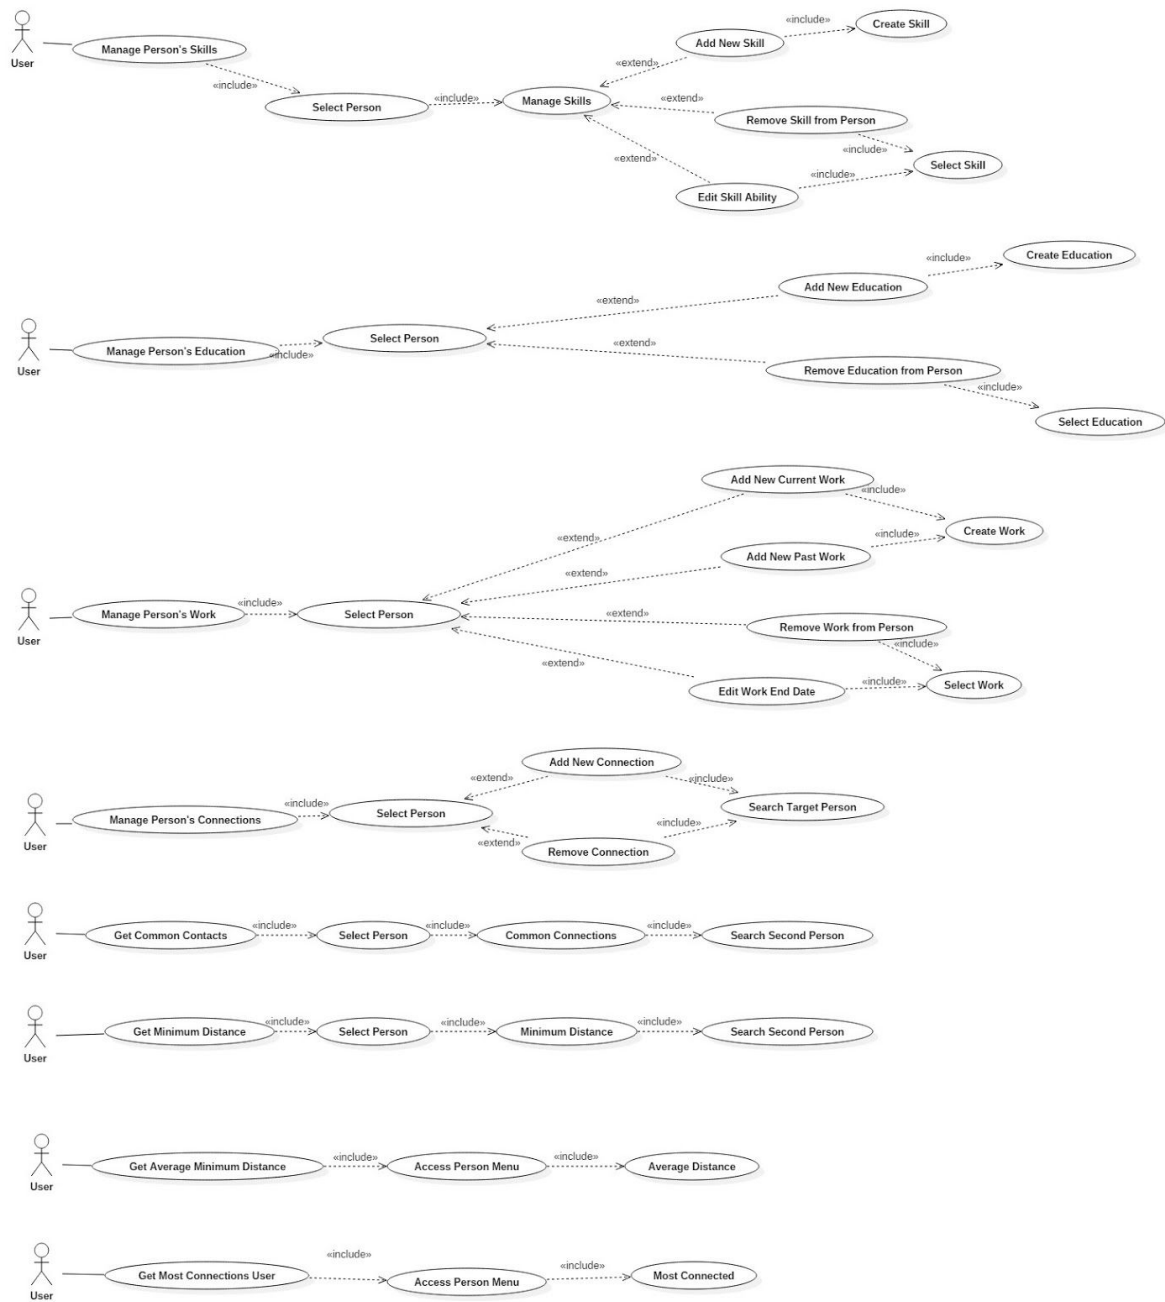 «include»
Create Skill
Add New Skill
Manage Person's Skills
User
«extend»
«include»
Select Person
«include»
Manage Skills
«extend»
Remove Skill from Person
«include»
Select Skill
«extend»
«include»
Edit Skill Ability
«include»
Create Education
Add New Education
«extend»
User
Manage Person's Education
«include»
Select Person
«extend»
Remove Education from Person
«include»
Select Education
Add New Current Work
«include»
Create Work
«extend»
Add New Past Work
«include»
«extend»
User
Manage Person's Work
«include»
Select Person
«extend»
Remove Work from Person
«include»
«extend»
Edit Work End Date
«include»
Select Work
Add New Connection
«extend»
«include»
User
Manage Person's Connections
«include»
Select Person
Search Target Person
«extend»
«include»
Remove Connection
User
Get Common Contacts
«include»
Select Person
«include»
Common Connections
«include»
Search Second Person
User
Get Minimum Distance
«include»
Select Person
«include»
Minimum Distance
«include»
Search Second Person
User
Get Average Minimum Distance
«include»
Access Person Menu
«include»
Average Distance
User
Get Most Connections User
«include»
Access Person Menu
«include»
Most Connected